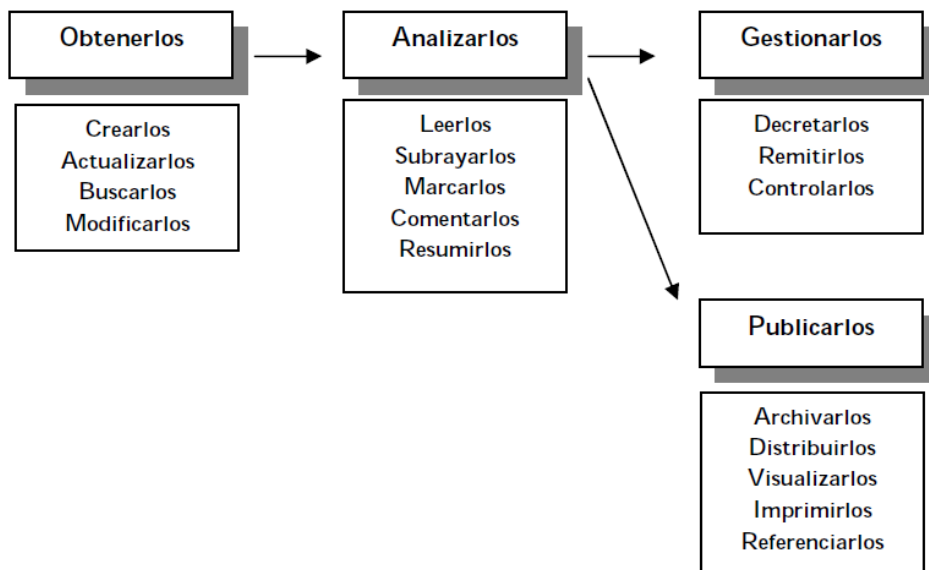 Obtenerlos
Crearlos
Actualizarlos
Buscarlos
Modificarlos
Analizarlos
Leerlos
Subrayarlos
Marcarlos
Comentarlos
Resumirlos
Gestionarlos
Decretarlos
Remitirlos
Controlarlos
Publicarlos
Archivarlos
Distribuirlos
Visualizarlos
Imprimirlos
Referenciarlos